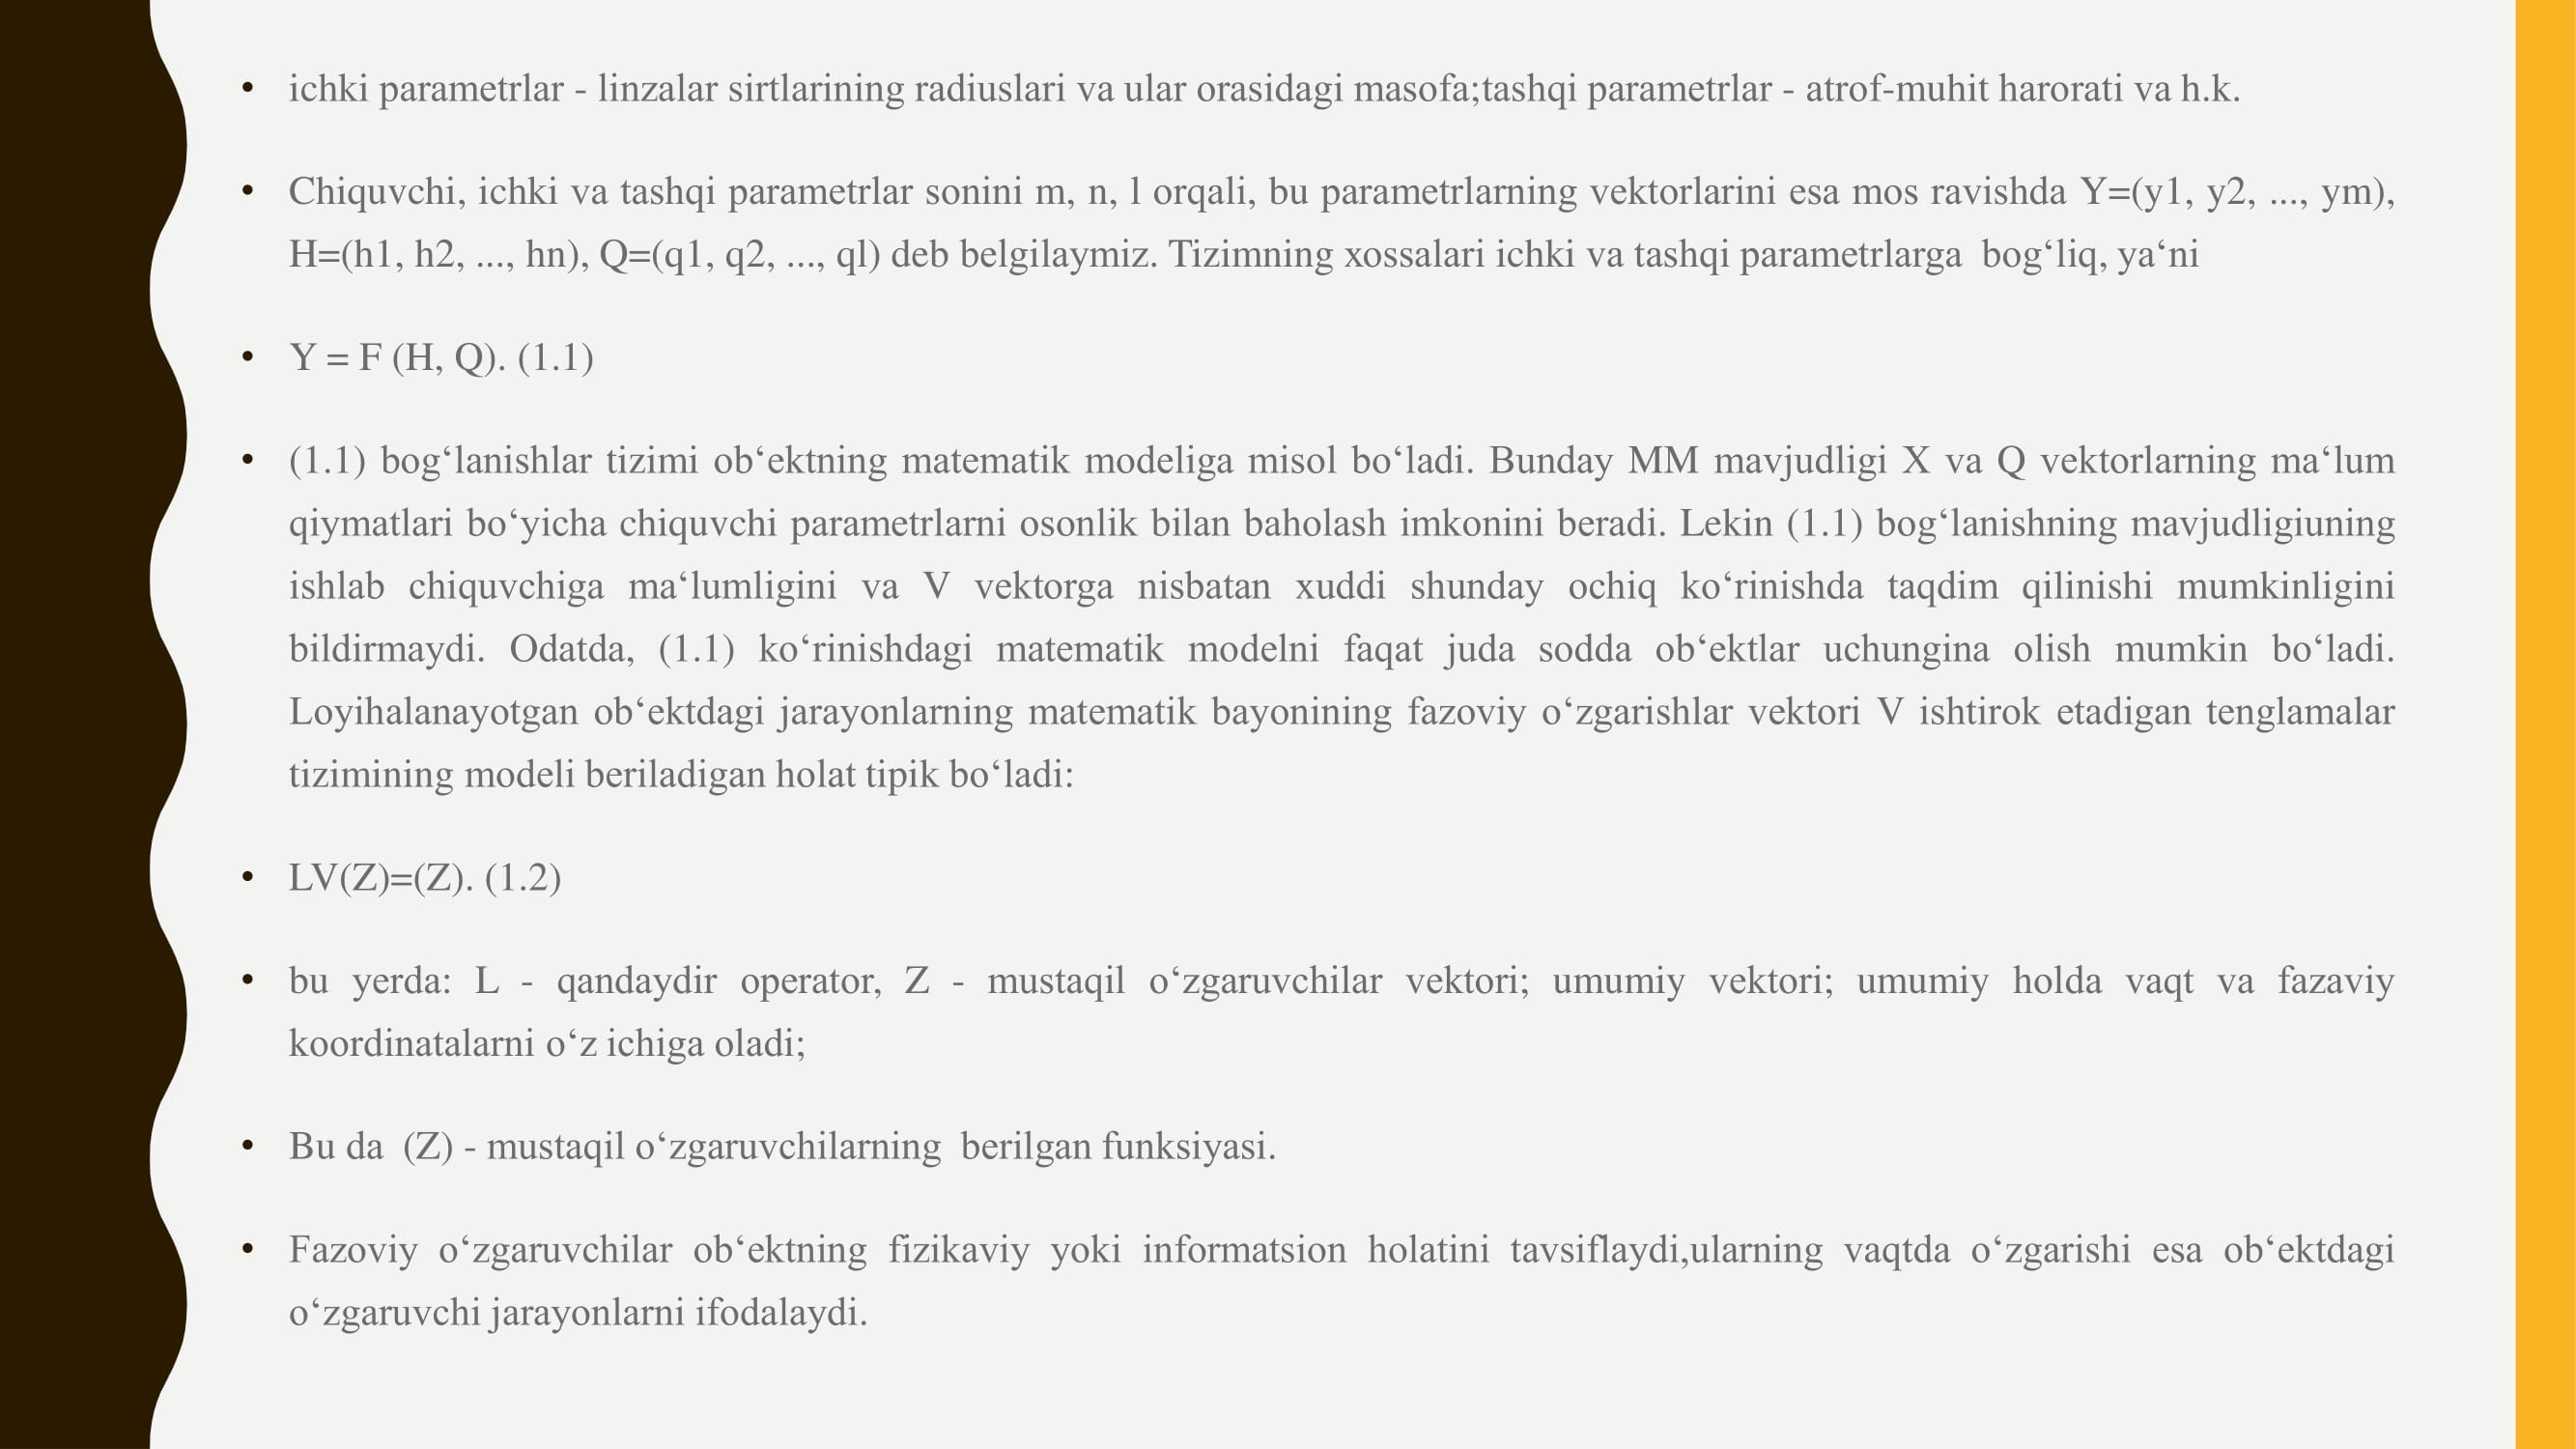 • ichki parametrlar - linzalar sirtlarining radiuslari va ular orasidagi masofa;tashqi parametrlar - atrof-muhit harorati va h.k.
• Chiquvchi, ichki va tashqi parametrlar sonini m, n, l orqali, bu parametrlarning vektorlarini esa mos ravishda Y=(y1, y2, ..., ym),
H=(h1, h2, ..., hn), Q=(q1, q2, ..., ql) deb belgilaymiz. Tizimning xossalari ichki va tashqi parametrlarga  bog‘liq, ya‘ni
• Y = F (H, Q). (1.1)
• (1.1) bog‘lanishlar tizimi ob‘ektning matematik modeliga misol bo‘ladi. Bunday MM mavjudligi X va Q vektorlarning ma‘lum
qiymatlari bo‘yicha chiquvchi parametrlarni osonlik bilan baholash imkonini beradi. Lekin (1.1) bog‘lanishning mavjudligiuning
ishlab chiquvchiga ma‘lumligini va V vektorga nisbatan xuddi shunday ochiq ko‘rinishda taqdim qilinishi mumkinligini
bildirmaydi. Odatda, (1.1) ko‘rinishdagi matematik modelni faqat juda sodda ob‘ektlar uchungina olish mumkin bo‘ladi.
Loyihalanayotgan ob‘ektdagi jarayonlarning matematik bayonining fazoviy o‘zgarishlar vektori V ishtirok etadigan tenglamalar
tizimining modeli beriladigan holat tipik bo‘ladi:
• LV(Z)=(Z). (1.2)
• bu yerda: L - qandaydir operator, Z - mustaqil o‘zgaruvchilar vektori; umumiy vektori; umumiy holda vaqt va fazaviy
koordinatalarni o‘z ichiga oladi;
• Bu da  (Z) - mustaqil o‘zgaruvchilarning  berilgan funksiyasi.
• Fazoviy o‘zgaruvchilar ob‘ektning fizikaviy yoki informatsion holatini tavsiflaydi,ularning vaqtda o‘zgarishi esa ob‘ektdagi
o‘zgaruvchi jarayonlarni ifodalaydi.